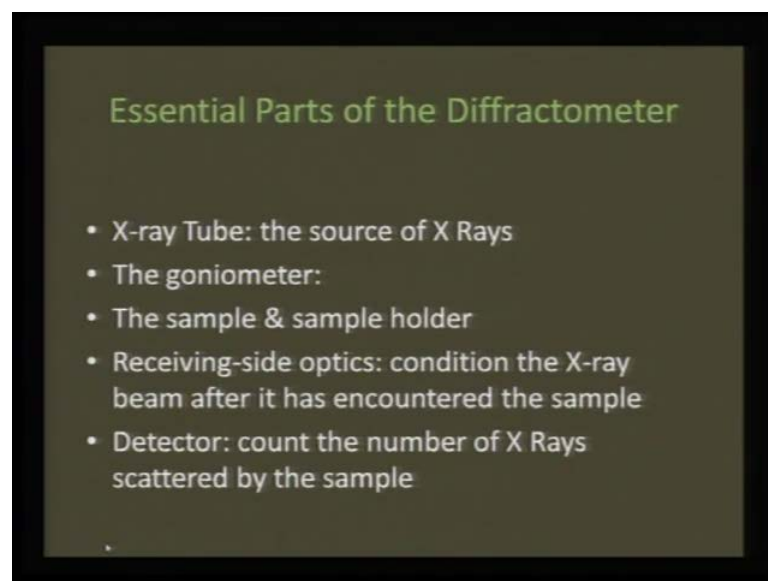 Essential Parts of the Diffractometer
• X-ray Tube: the source of X Rays
• The goniometer:
• The sample & sample holder
• Receiving-side optics: condition the X-ray
beam after it has encountered the sample
• Detector: count the number of X Rays
scattered by the sample